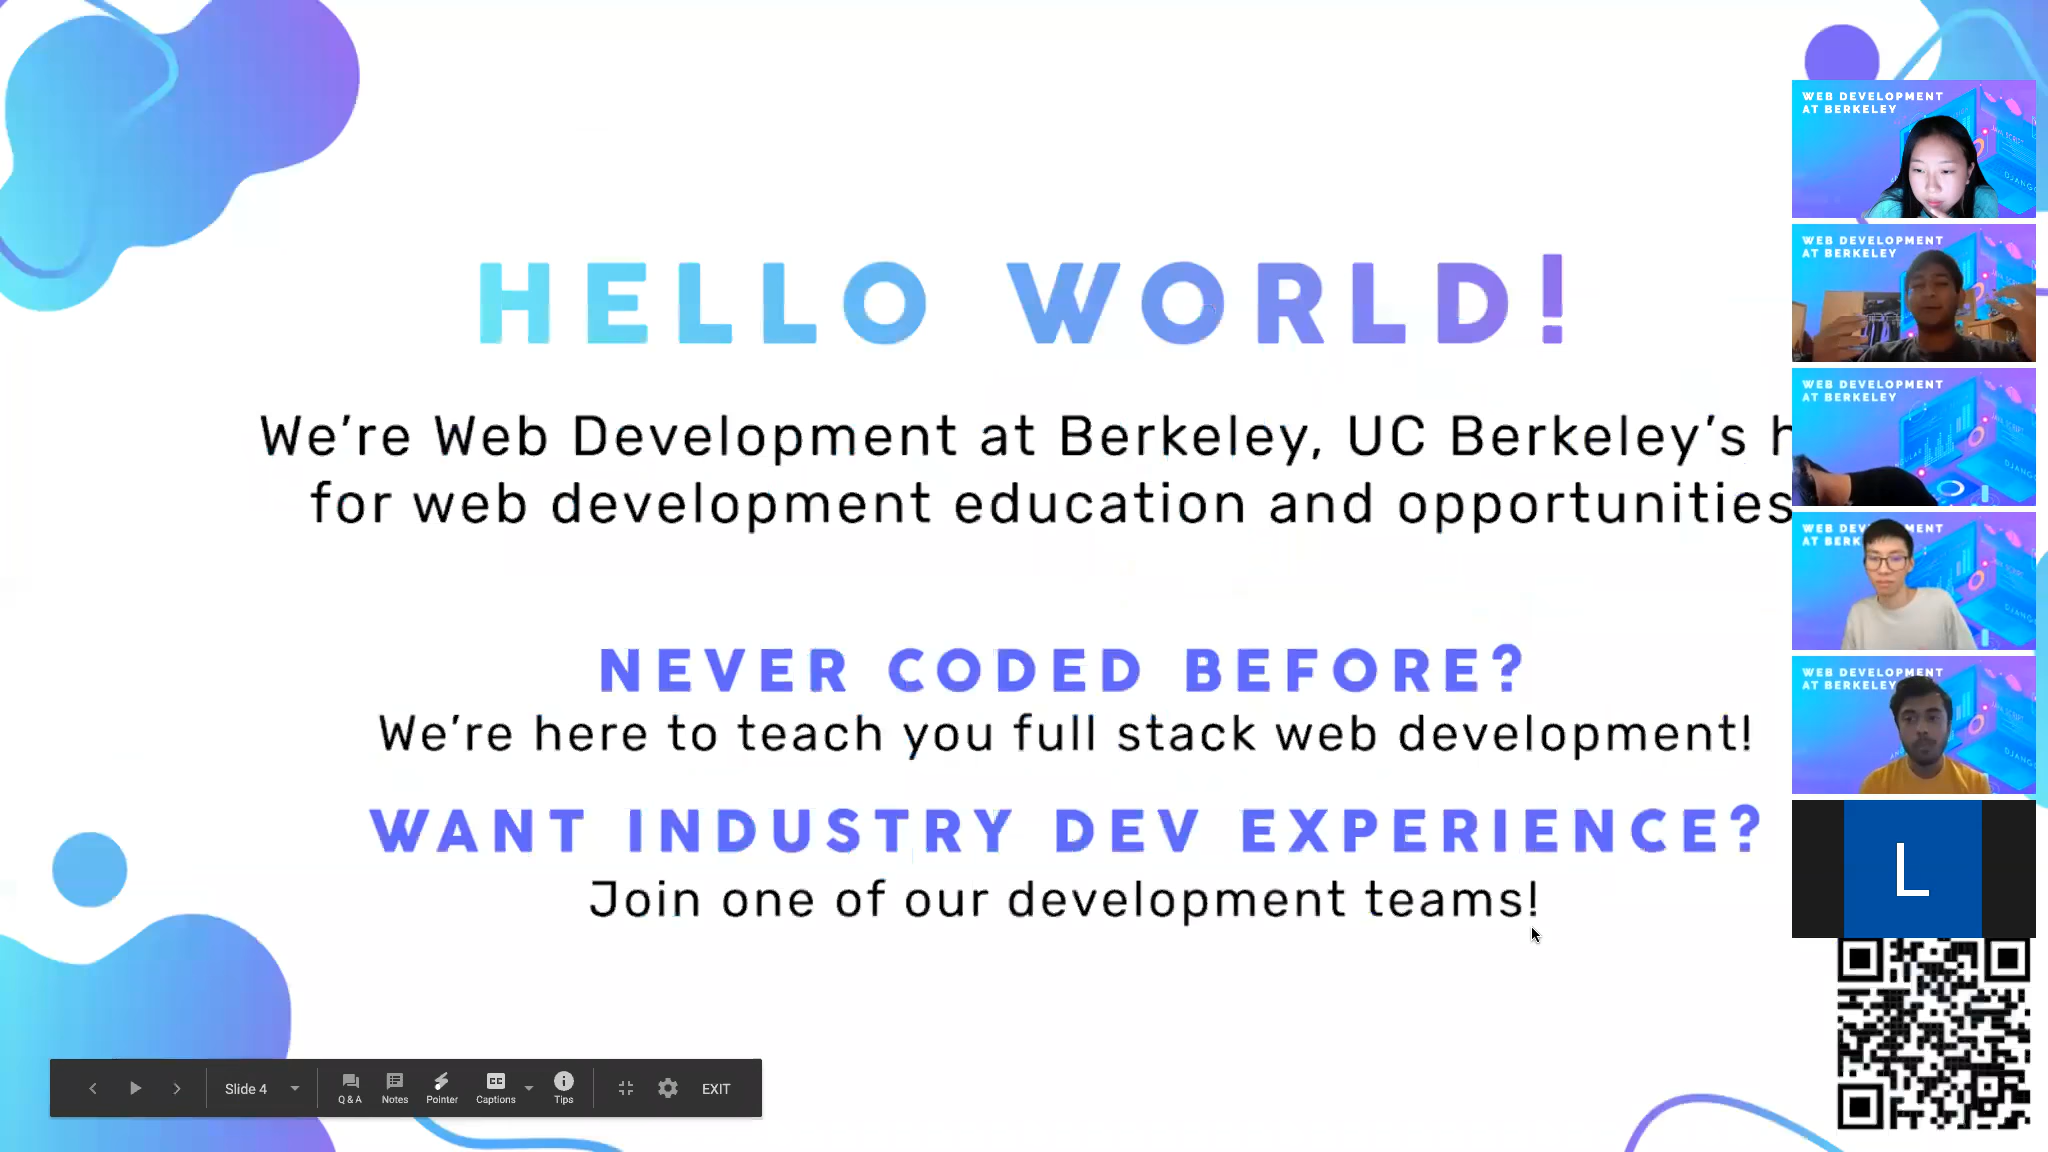 HELLO WORLD!
We're Web Development at Berkeley, UC Berkeley's
for web development education and opportunities
NEVER CODED BEFORE?
We're here to teach you full stack web development!
WANT INDUSTRY DEV EXPERIENCE?
Join one of our development teams!
WEB DEVELOPMENT
AT BERKELEY
WEB DEVELOPMENT
AT BERKELEY
WEB DEVELOPMENT
AT BERKELEY
AT
WEB DEVELOPMENT
AT BERKELEY
L
Slide 4
Q & A
Notes
Pointer
CC
Captions
Tips
EXIT